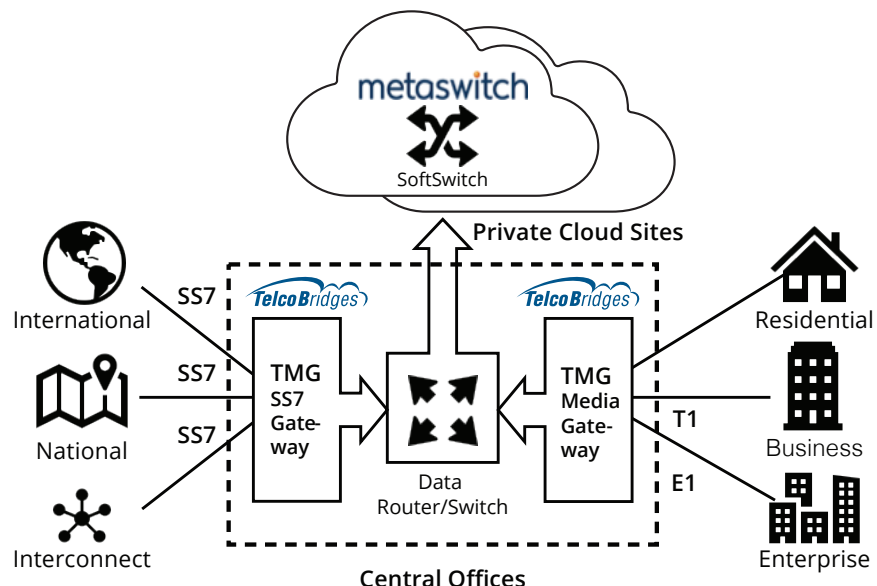 metaswitch
SoftSwitch
Private Cloud Sites
International
SS7
National
SS7
Interconnect
SS7
TelcoBridges
TMG
SS7
Gate-
way
Data
Router/Switch
TelcoBridges
TMG
Media
Gate-
way
Central Offices
Residential
T1
Business
E1
Enterprise